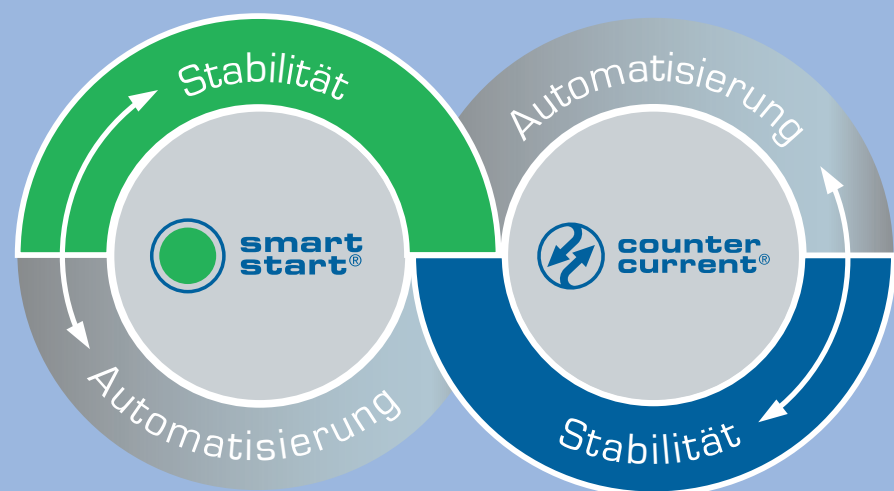 Stabilität
smart
start®
Automatisierung
Automatisierung
counter
current®
Stabilität